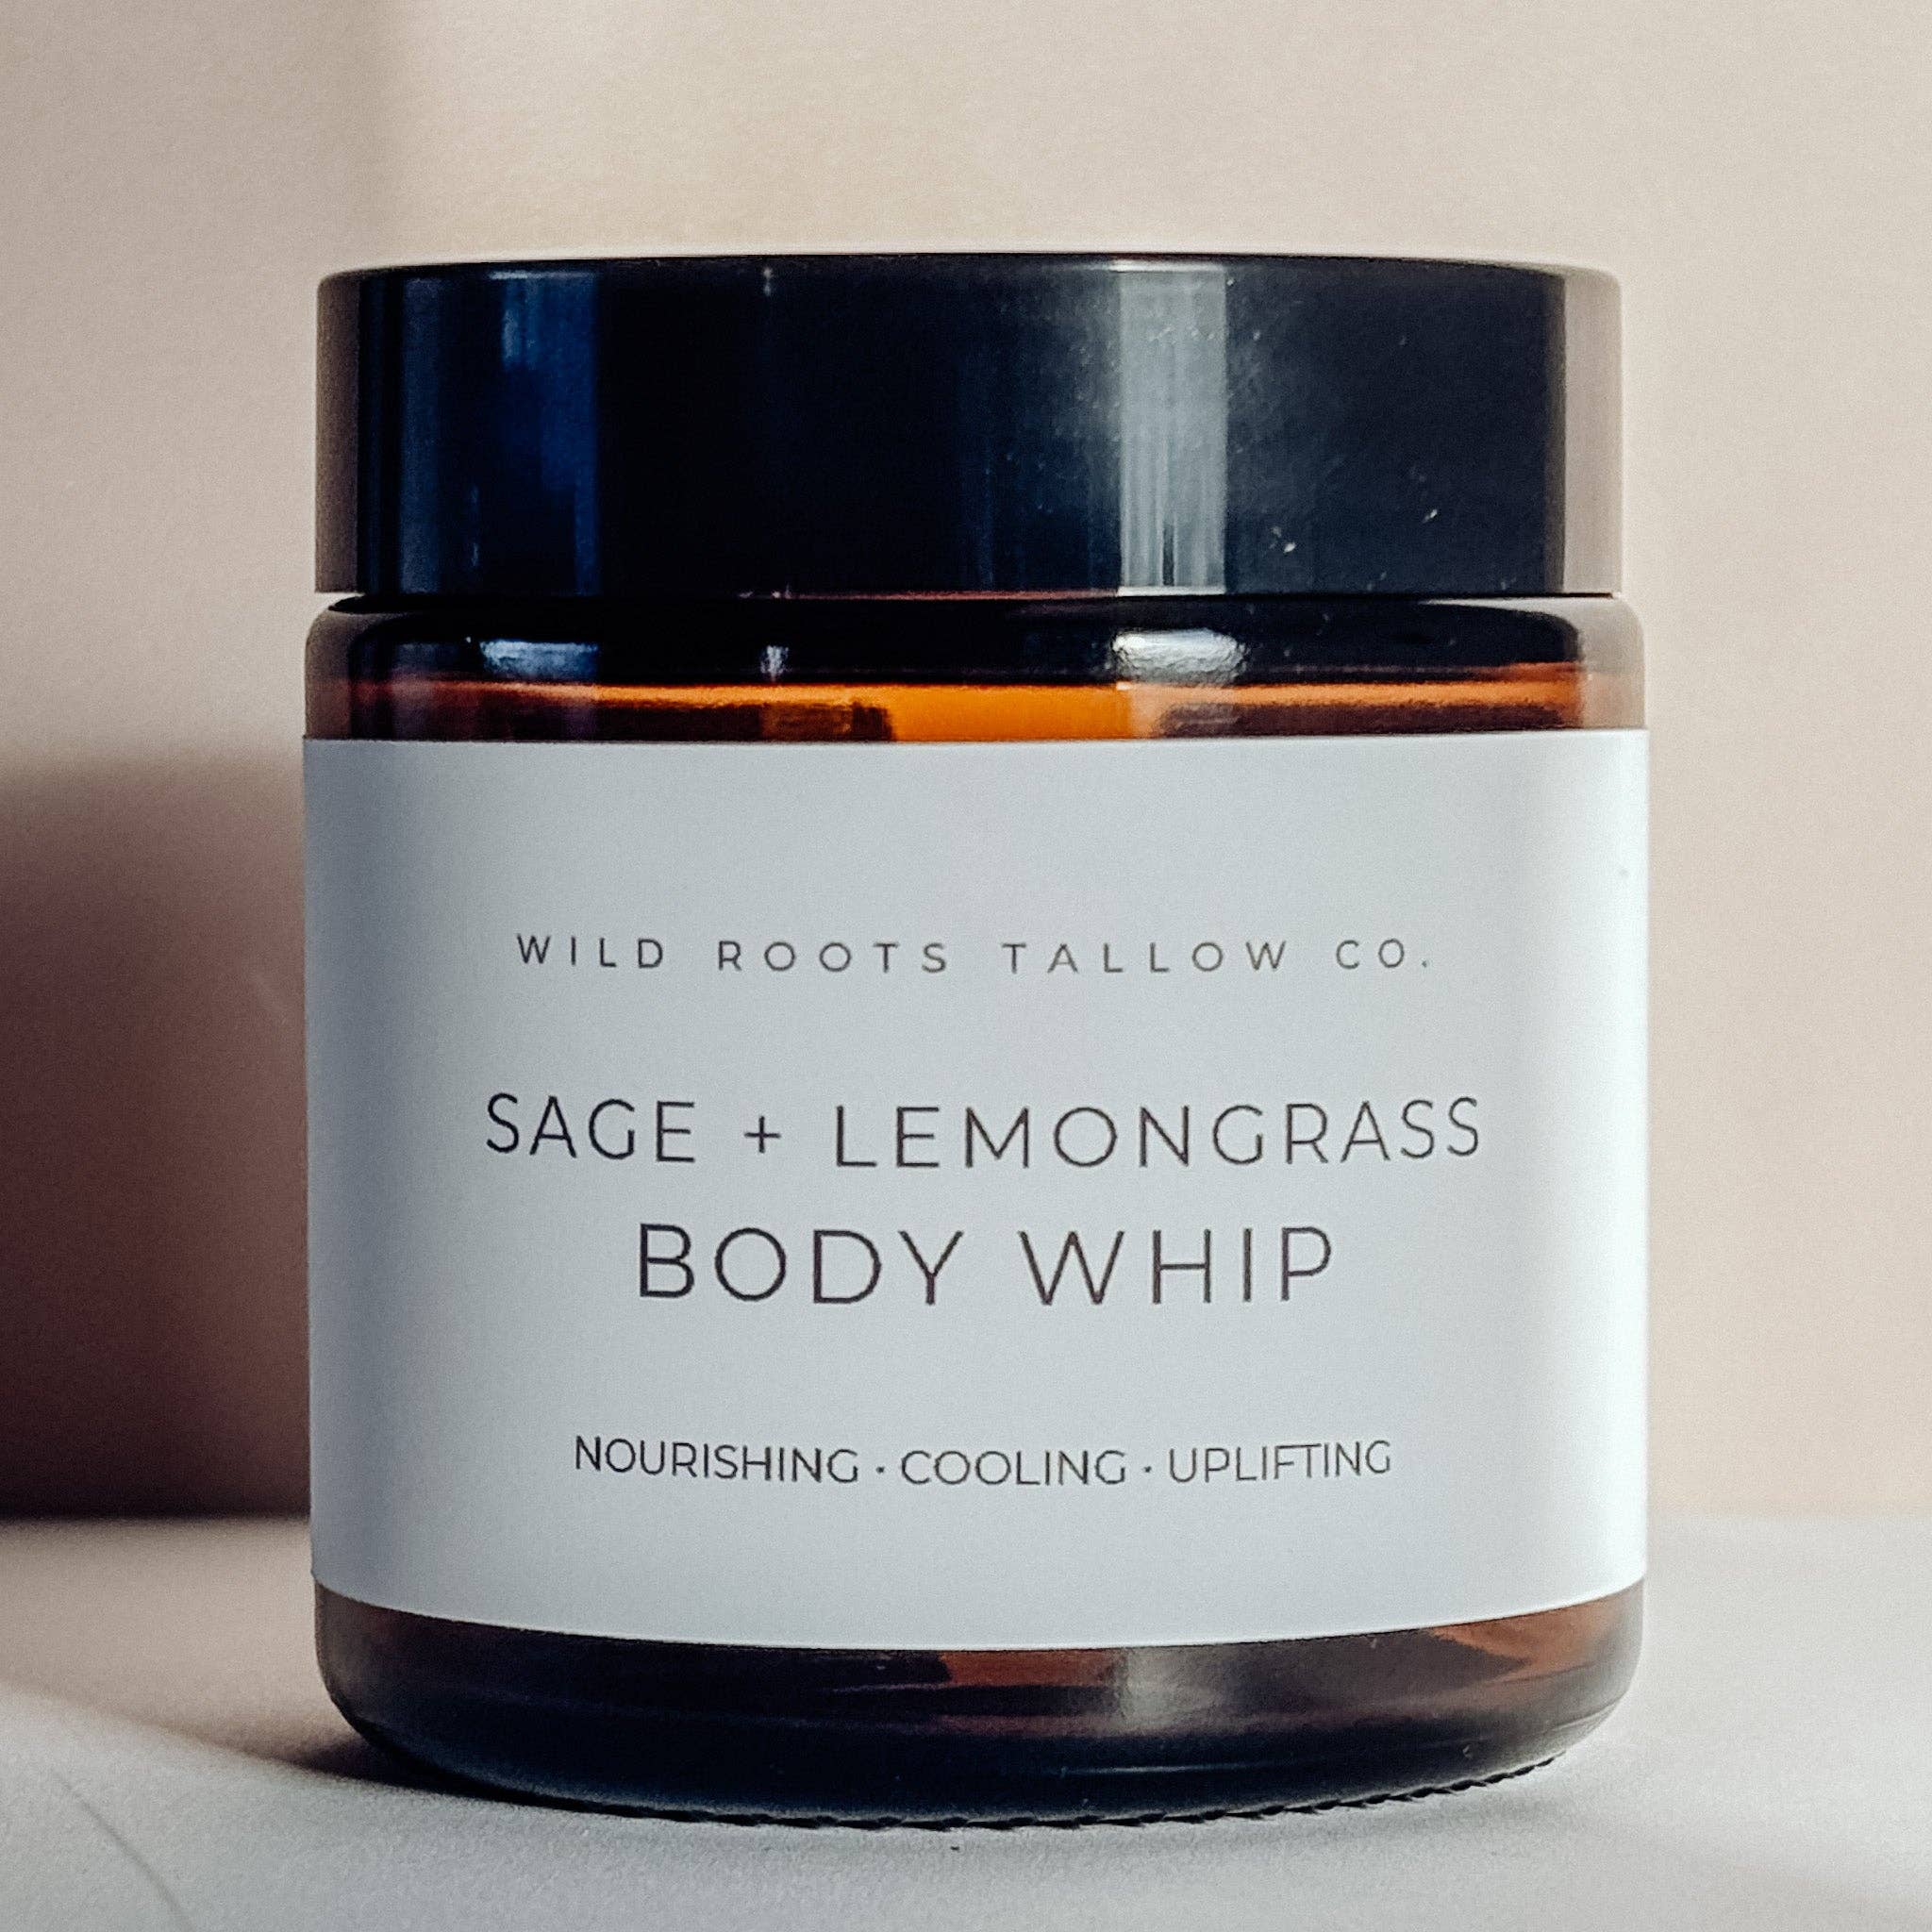 WILD ROOTS TALLOW CO.
SAGE + LEMONGRASS
BODY WHIP
NOURISHING · COOLING · UPLIFTING